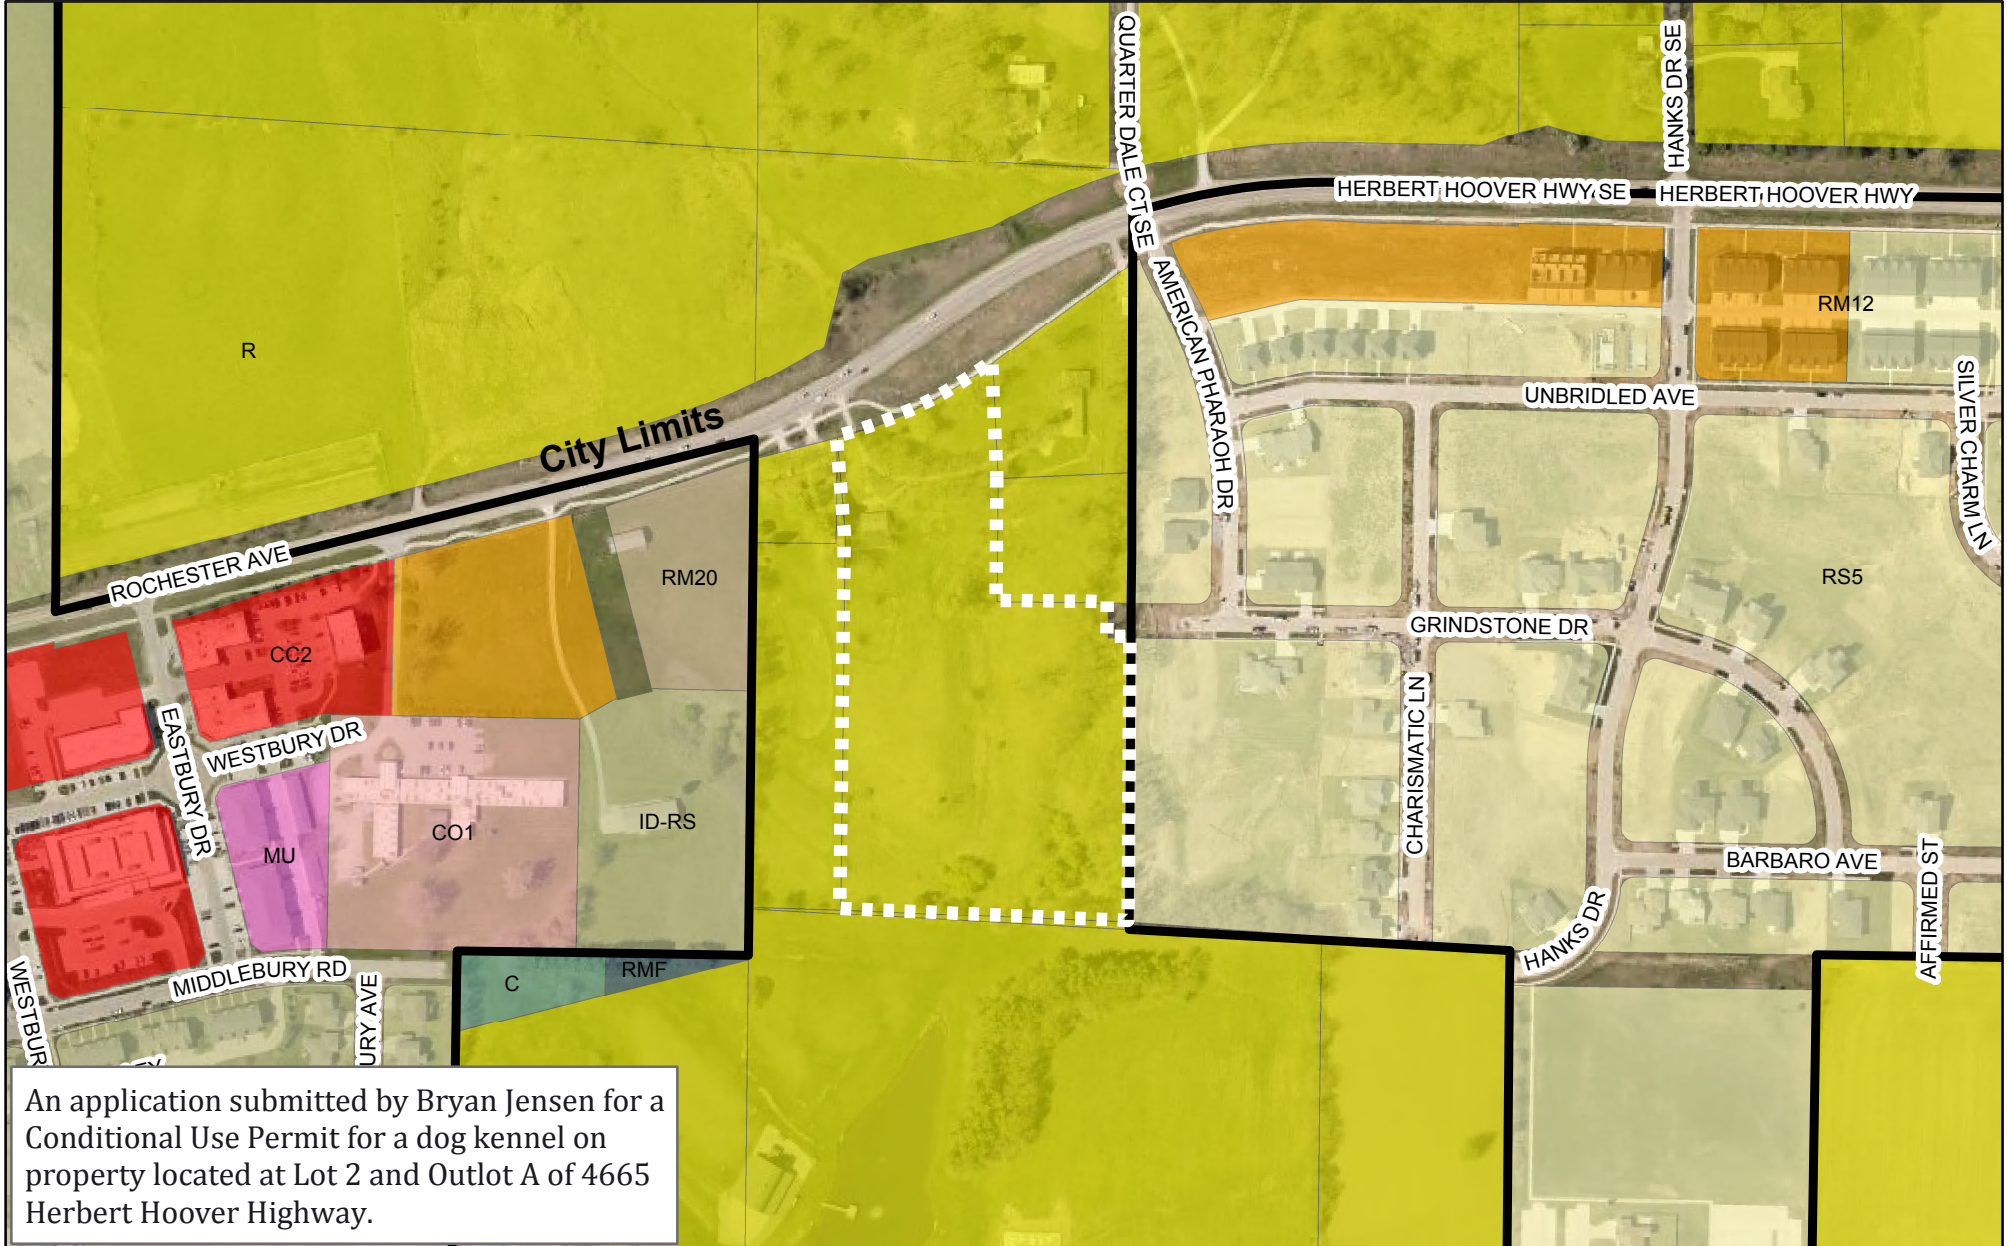 QUARTER DALE CT SE
HANKS DR SE
HERBERT HOOVER HWY SE
HERBERT HOOVER HWY
AMERICAN PHARAOH DR
RM12
R
SILVER CHARM LN
UNBRIDLED AVE
City Limits
ROCHESTER AVE
RM20
RS5
GRINDSTONE DR
CC2
EASTBURY DR
WESTBURY DR
CHARISMATIC LN
ID-RS
CO1
MU
BARBARO AVE
AFFIRMED ST
HANKS DR
MIDDLEBURY RD
RMF
C
WESTBUR
URY AVE
An application submitted by Bryan Jensen for a
Conditional Use Permit for a dog kennel on
property located at Lot 2 and Outlot A of 4665
Herbert Hoover Highway.